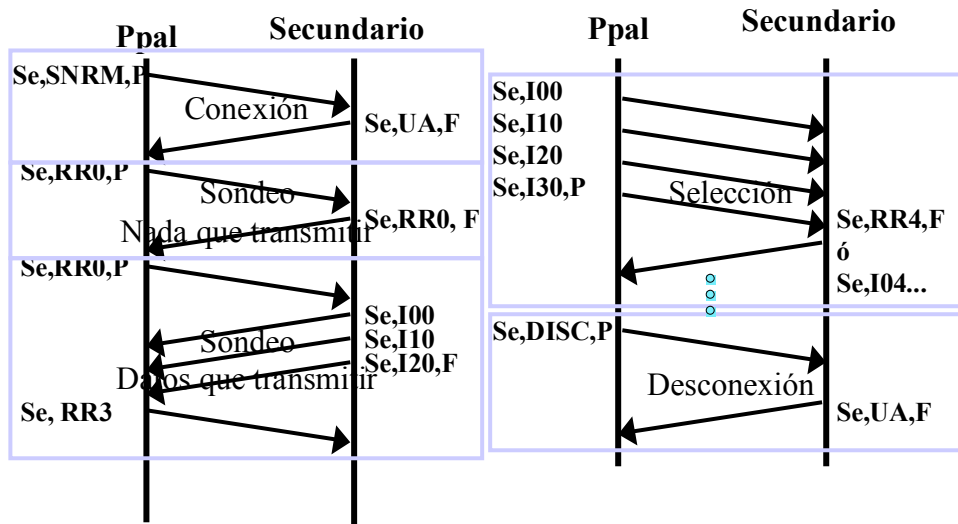 Ppal
Secundario
Se,SNRM,P
Conexión
Se,UA,F
Se,RR0,P
Sondeo
Se,RR0, F
Nada que transmitir
Se,RR0,P
Se,I00
Sondeo
Se,I10
Datos que transmitir
Se,I20,F
Se, RR3
Ppal
Secundario
Se,I00
Se,I10
Se,I20
Se,I30,P
Selección
Se,RR4,F
ó
Se,I04...
Se,DISC,P
Desconexión
Se,UA,F